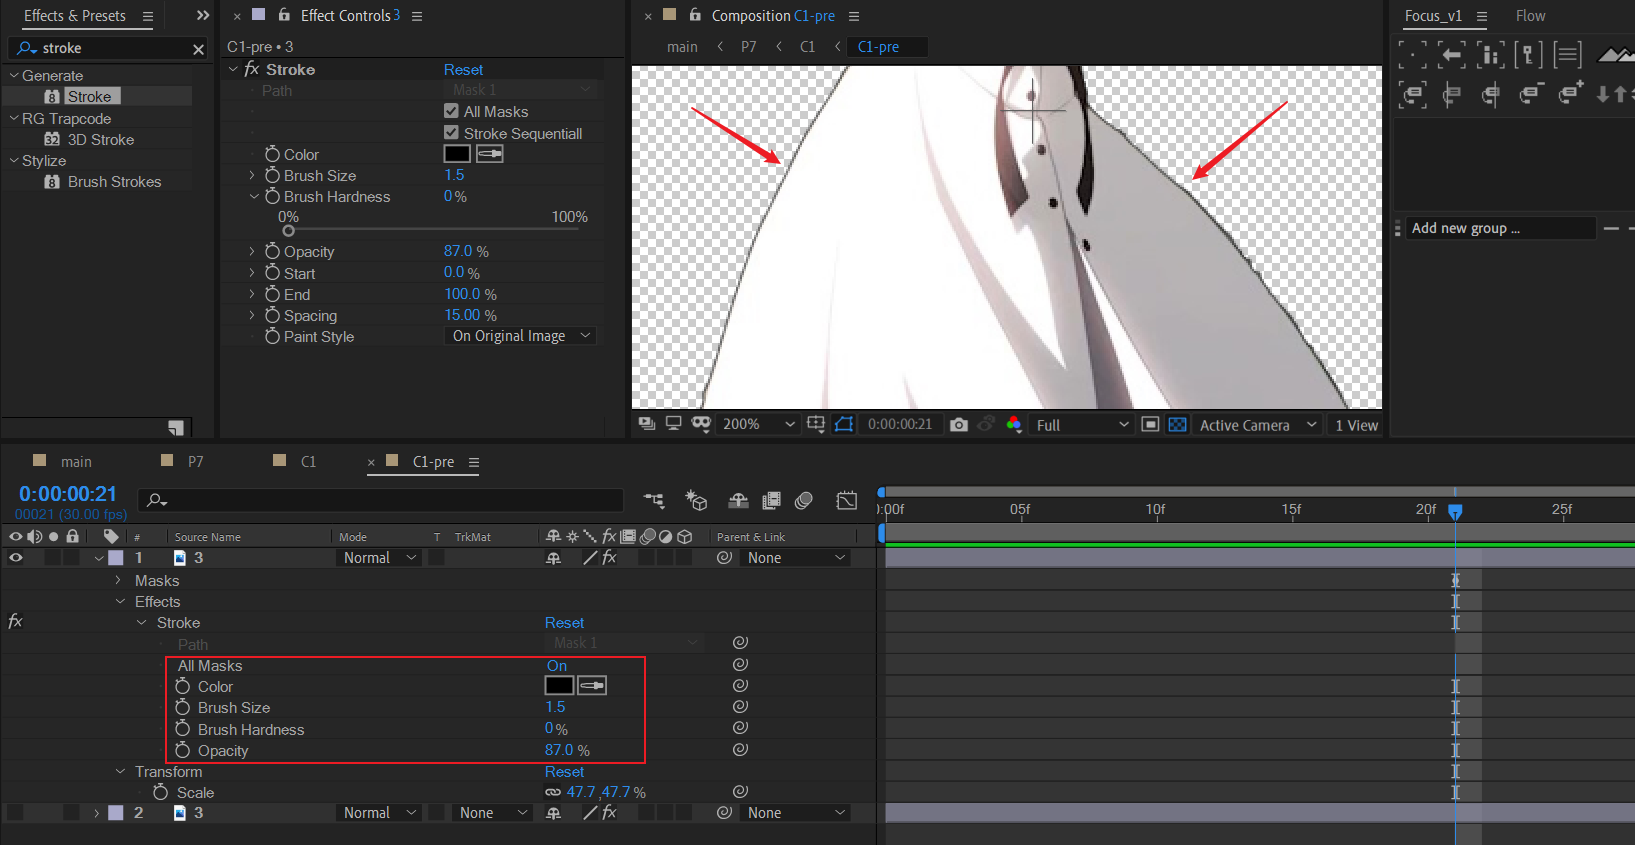 Effects & Presets
stroke
Generate
Stroke
RG Trapcode
3D Stroke
Stylize
Brush Strokes
Effect Controls 3
C1-pre • 3
fx Stroke Reset
Path Mask 1
All Masks
Stroke Sequentiall
Color
Brush Size 1.5
Brush Hardness 0 %
0% 100%
Opacity 87.0 %
Start 0.0 %
End 100.0 %
Spacing 15.00 %
Paint Style On Original Image
Composition C1-pre
main P7 C1 C1-pre
200% 0:00:00:21 Full Active Camera 1 View
Focus_v1 Flow
Add new group ...
main P7 C1 C1-pre
0:00:00:21
00021 (30.00 fps)
# Source Name Mode T TrkMat fx Parent & Link
:00f 05f 10f 15f 20f 25f
1 3 Normal fx None
Masks
Effects
fx Stroke Reset
Path Mask 1
All Masks On
Color
Brush Size 1.5
Brush Hardness 0 %
Opacity 87.0 %
Transform Reset
Scale 47.7 ,47.7 %
2 3 Normal None fx None